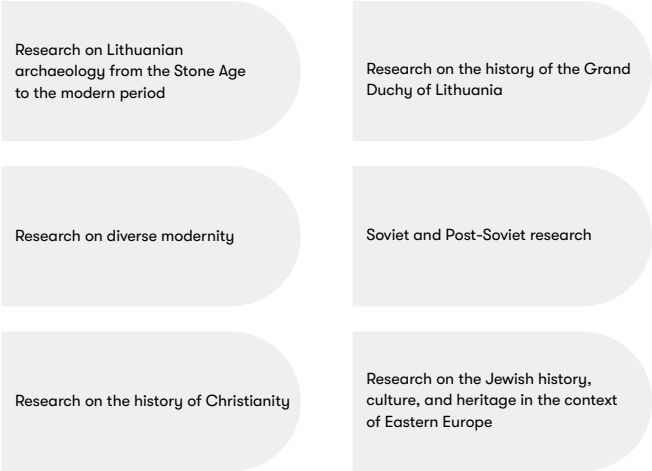 Research on Lithuanian
archaeology from the Stone Age
to the modern period
Research on the history of the Grand
Duchy of Lithuania
Research on diverse modernity
Soviet and Post-Soviet research
Research on the history of Christianity
Research on the Jewish history,
culture, and heritage in the context
of Eastern Europe